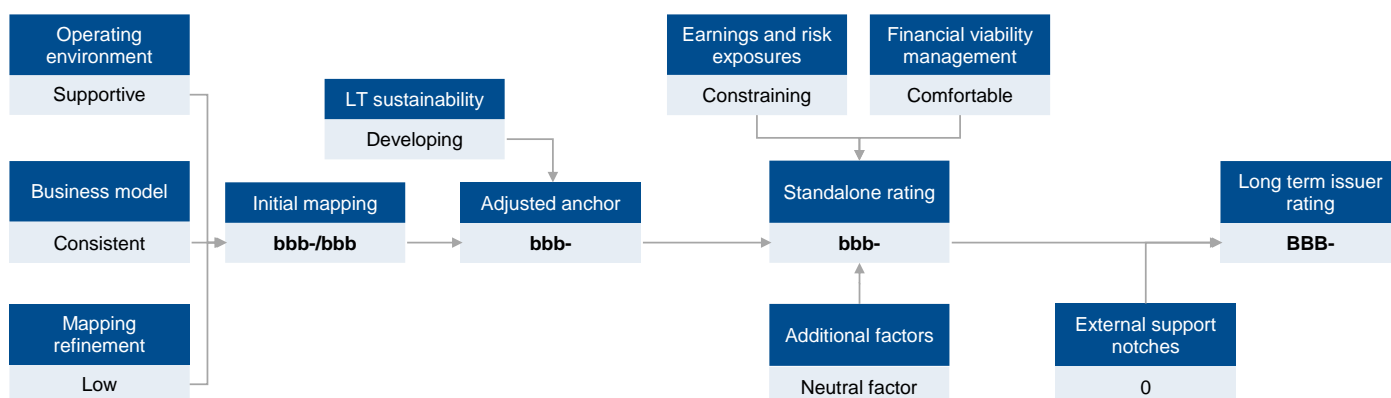 Operating
environment
Supportive
Business model
Consistent
Mapping
refinement
Low
Initial mapping
bbb-/bbb
LT sustainability
Developing
Adjusted anchor
bbb-
Earnings and risk
exposures
Constraining
Financial viability
management
Comfortable
Standalone rating
bbb-
Additional factors
Neutral factor
External support
notches
0
Long term issuer
rating
BBB-